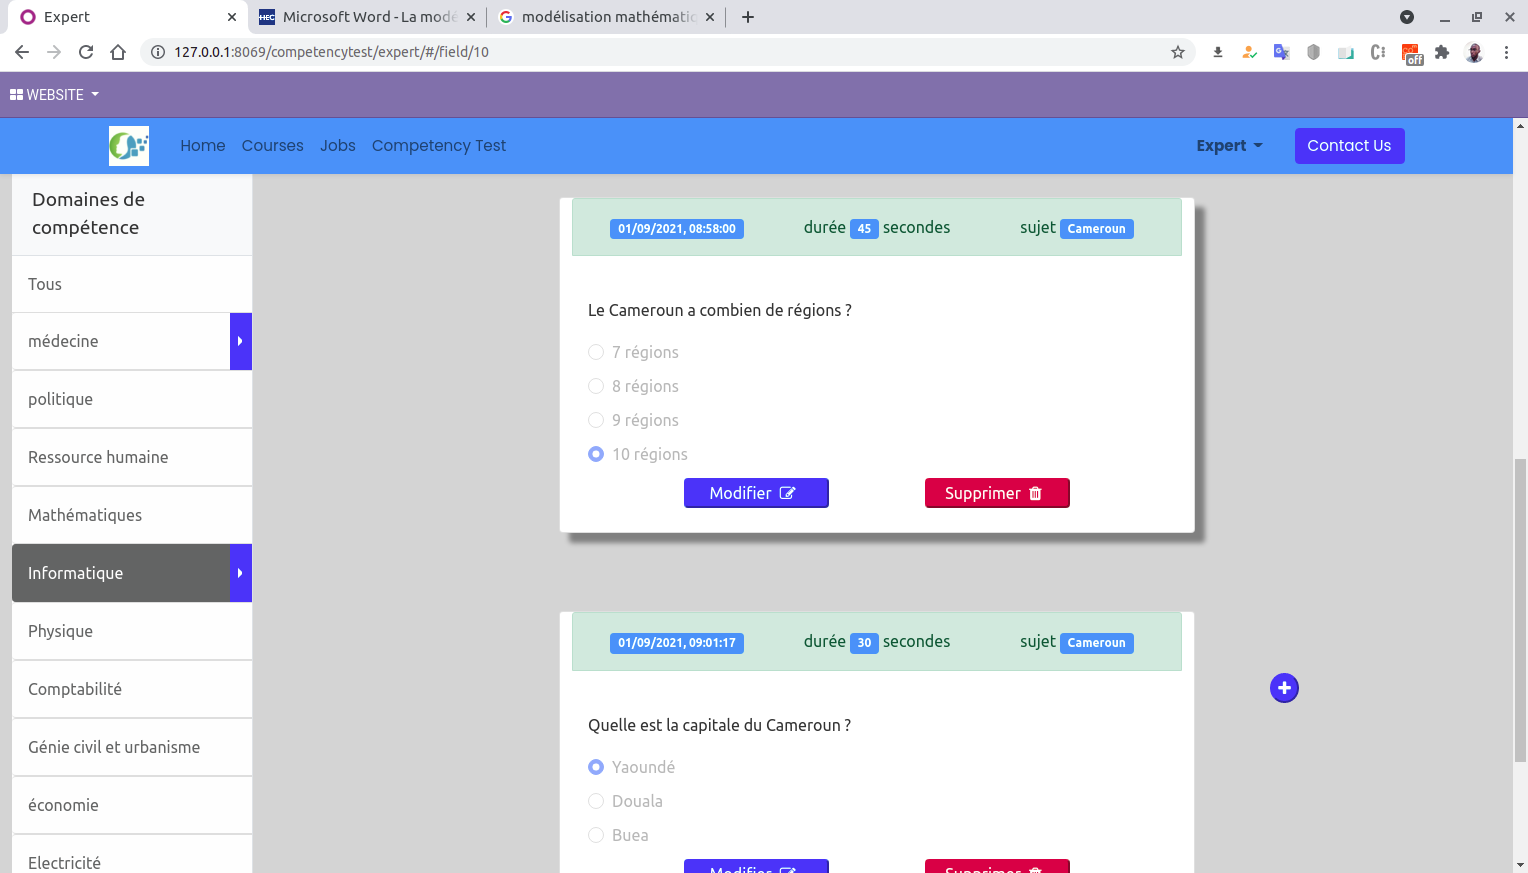 Expert
Microsoft Word - La modé
modélisation mathématic
127.0.0.1:8069/competencytest/expert/#/field/10
off
WEBSITE
Home Courses Jobs Competency Test Expert Contact Us
Domaines de
compétence
Tous
médecine
politique
Ressource humaine
Mathématiques
Informatique
Physique
Comptabilité
Génie civil et urbanisme
économie
Electricité
01/09/2021, 08:58:00 durée 45 secondes sujet Cameroun
Le Cameroun a combien de régions ?
7 régions
8 régions
9 régions
10 régions
Modifier Supprimer
01/09/2021, 09:01:17 durée 30 secondes sujet Cameroun
Quelle est la capitale du Cameroun ?
Yaoundé
Douala
Buea
Modifier Supprimer